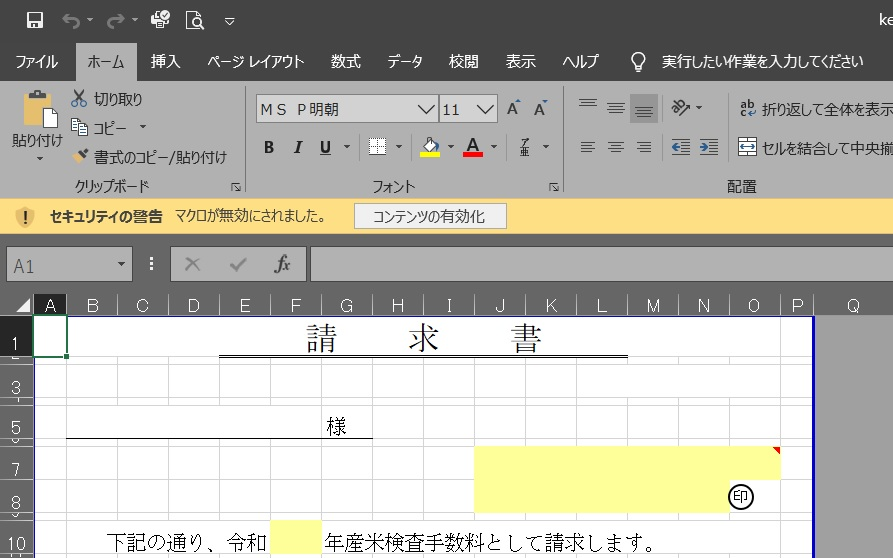 ke
ファイル ホーム 挿入 ページ レイアウト 数式 データ 校閲 表示 ヘルプ 実行したい作業を入力してください
貼り付け
切り取り
コピー
書式のコピー/貼り付け
クリップボード
ＭＳ Ｐ明朝 11 A A
B I U A 亜
フォント
ab 折り返して全体を表示
セルを結合して中央揃
配置
セキュリティの警告 マクロが無効にされました。 コンテンツの有効化
A1 fx
A B C D E F G H I J K L M N O P Q
1 請 求 書
3
5 様
7
8 印
10 下記の通り、令和 年産米検査手数料として請求します。